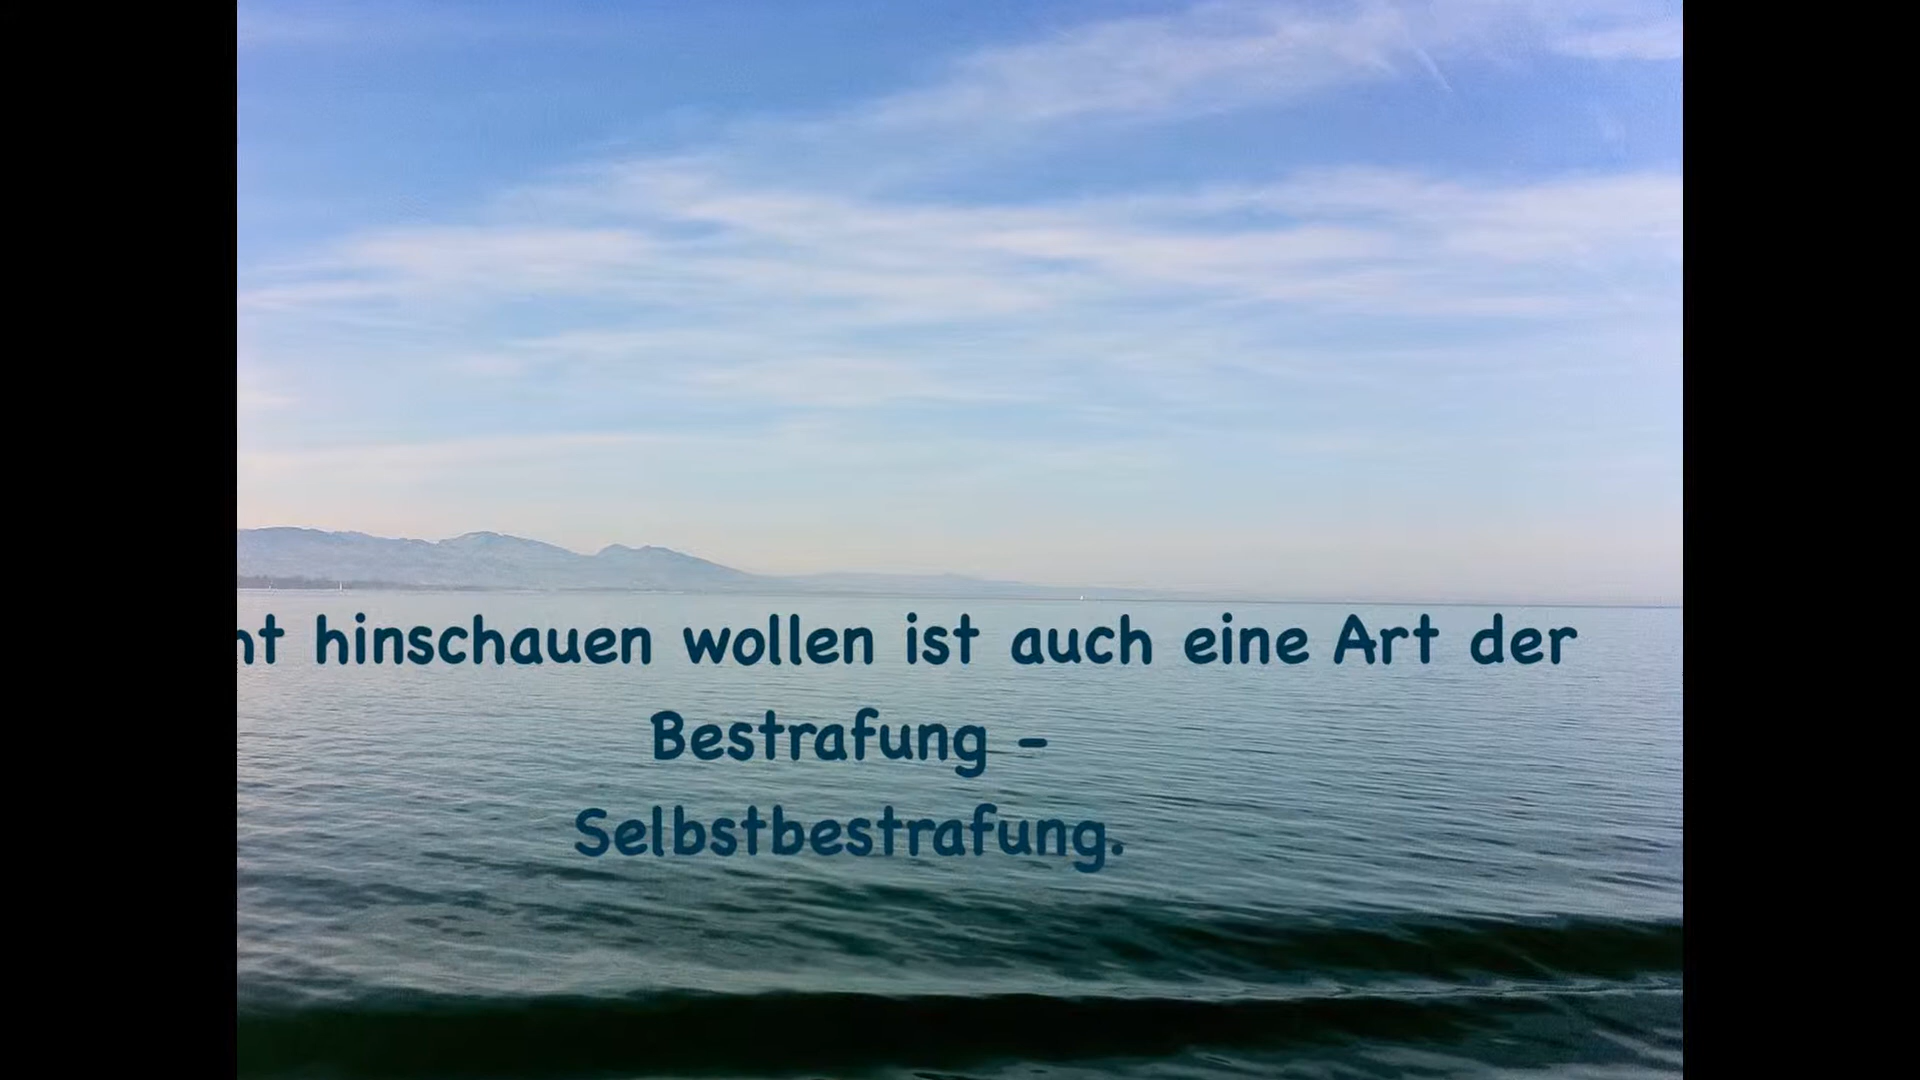 hinschauen wollen ist auch eine Art der
Bestrafung -
Selbstbestrafung.